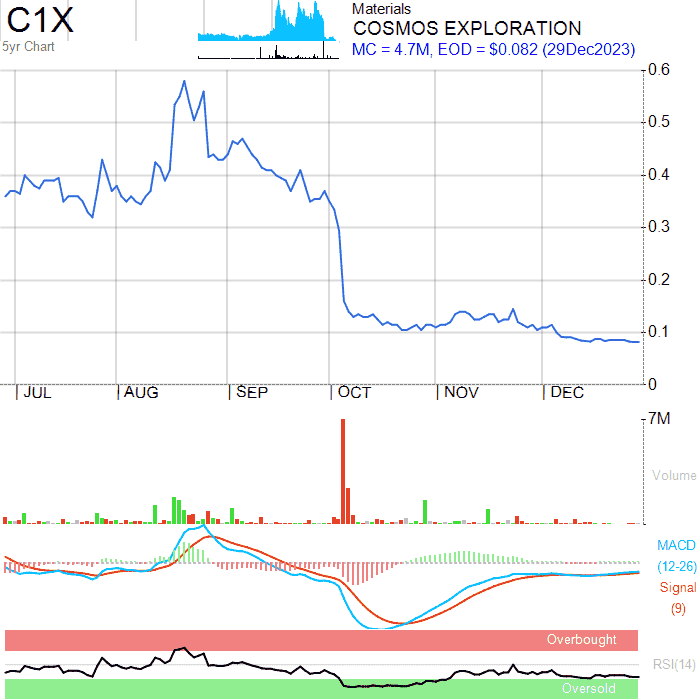 C1X
5yr Chart
Materials
COSMOS EXPLORATION
MC = 4.7M, EOD = $0.082 (29Dec2023)
0.6
0.5
0.4
0.3
0.2
0.1
0
JUL AUG SEP OCT NOV DEC
7M
Volume
MACD
(12-26)
Signal
(9)
Overbought
RSI(14)
Oversold